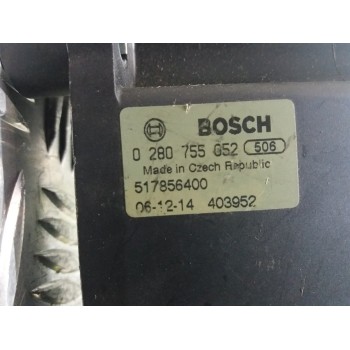 BOSCH
0 280 755 052 506
Made in Czech Republic
517856400
06-12-14 403952